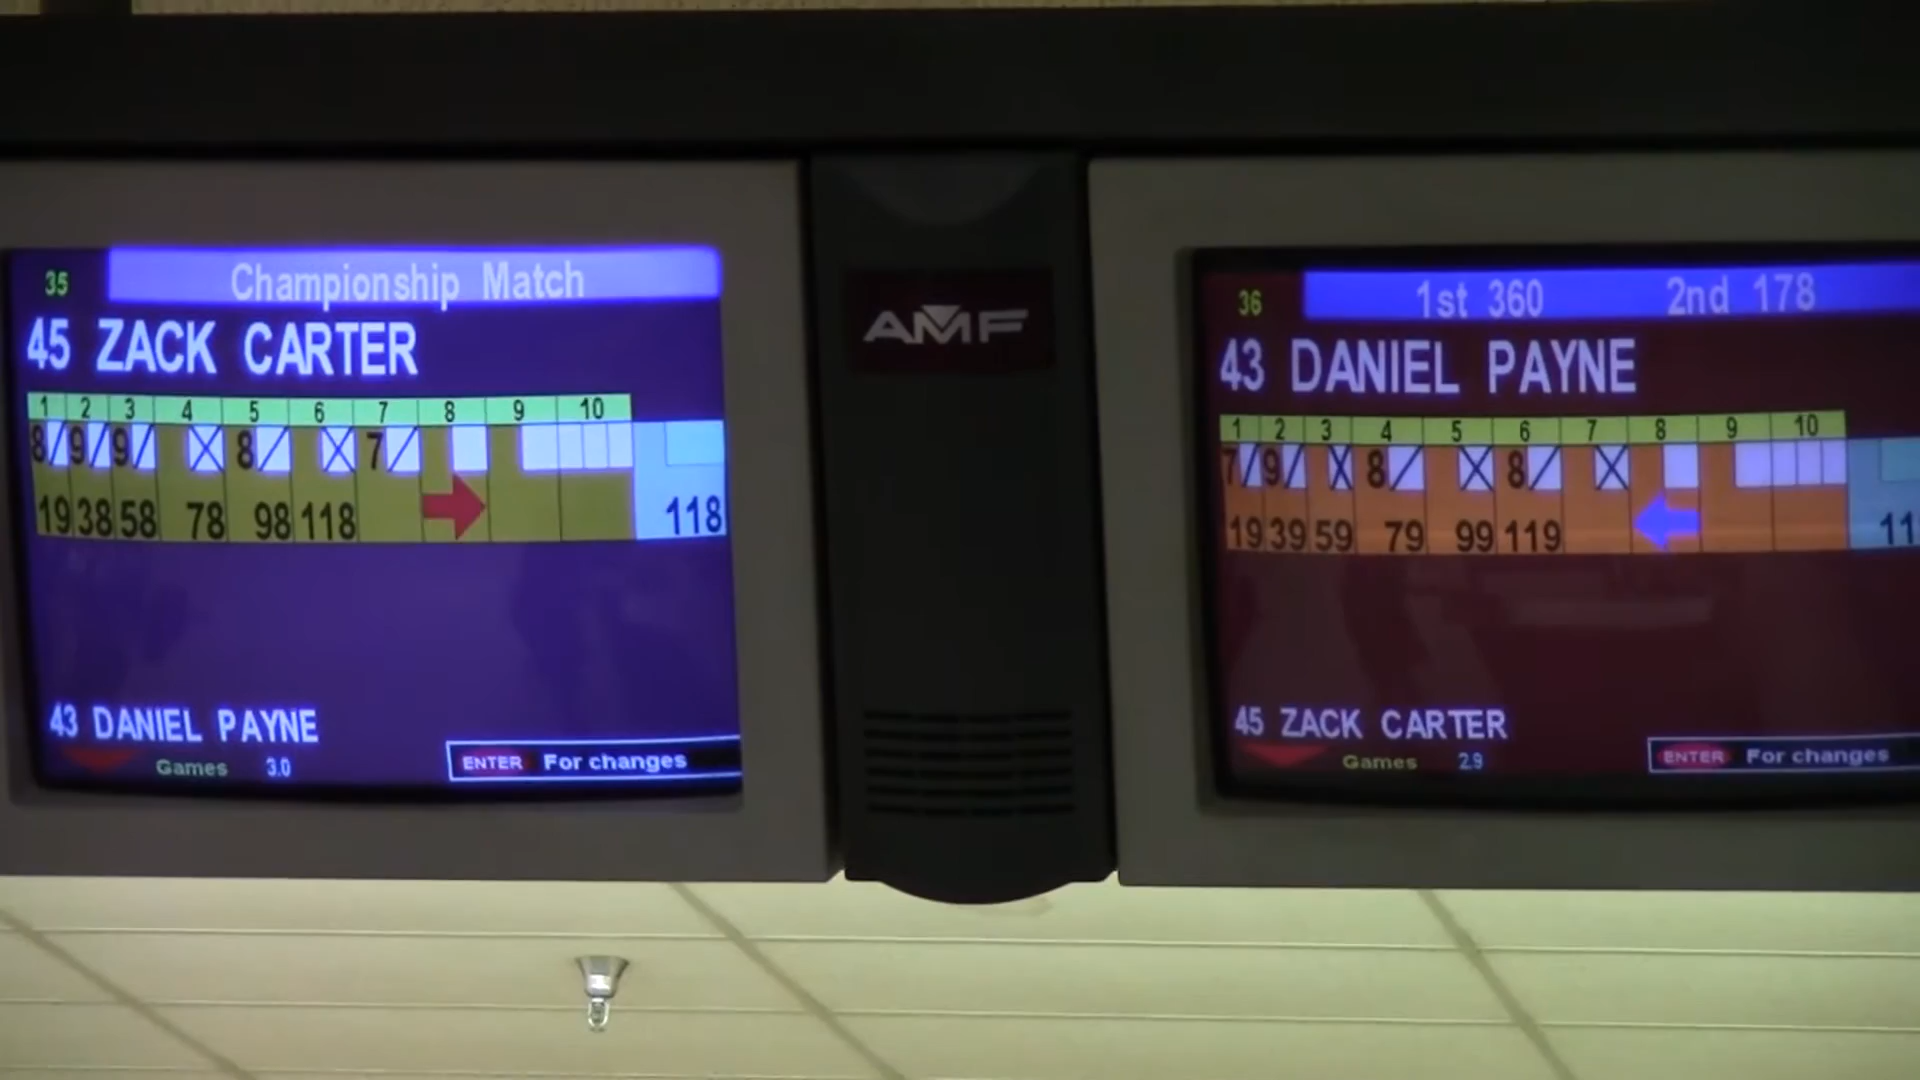 35 Championship Match
45 ZACK CARTER
1 2 3 4 5 6 7 8 9 10
8/ 9/ 9/ X 8/ X 7/
19 38 58 78 98 118 118
43 DANIEL PAYNE
Games 3.0 ENTER For changes
AMF
36 1st 360 2nd 178
43 DANIEL PAYNE
1 2 3 4 5 6 7 8 9 10
7/ 9/ X 8/ X 8/ X
19 39 59 79 99 119 11
45 ZACK CARTER
Games 2.9 ENTER For changes